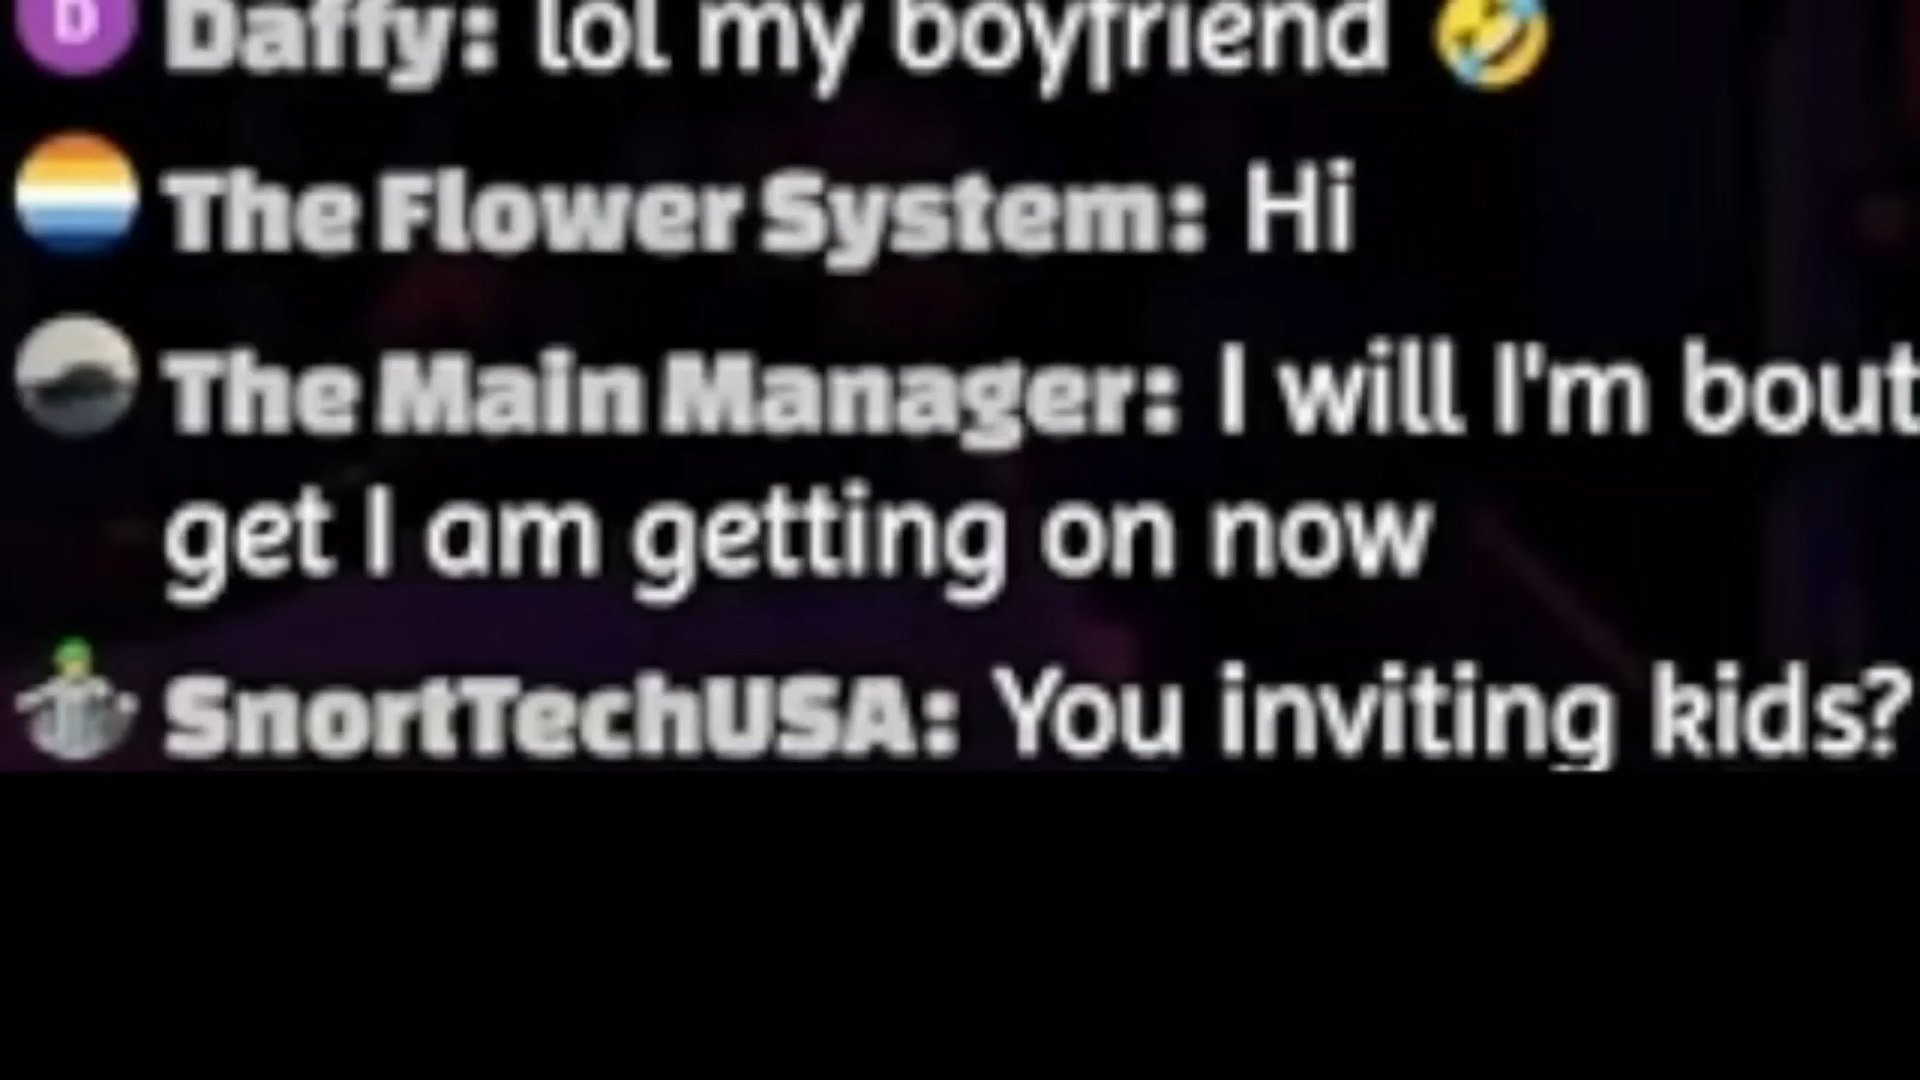 D Daffy: lol my boyfriend 🤣
The Flower System: Hi
The Main Manager: I will I'm bout
get I am getting on now
SnortTechUSA: You inviting kids?